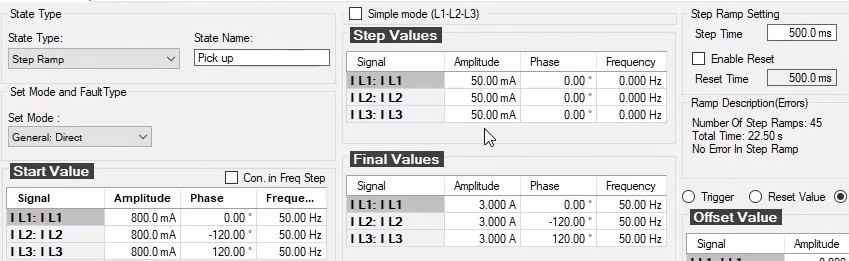 State Type
State Type:
State Name:
Step Ramp
Pick up
Set Mode and FaultType
Set Mode :
General: Direct
Start Value
Con. in Freq Step
Signal Amplitude Phase Freque...
I L1: I L1 800.0 mA 0.00 ° 50.00 Hz
I L2: I L2 800.0 mA -120.00 ° 50.00 Hz
I L3: I L3 800.0 mA 120.00 ° 50.00 Hz
Simple mode (L1-L2-L3)
Step Values
Signal Amplitude Phase Frequency
I L1: I L1 50.00 mA 0.00 ° 0.000 Hz
I L2: I L2 50.00 mA 0.00 ° 0.000 Hz
I L3: I L3 50.00 mA 0.00 ° 0.000 Hz
Final Values
Signal Amplitude Phase Frequency
I L1: I L1 3.000 A 0.00 ° 50.00 Hz
I L2: I L2 3.000 A -120.00 ° 50.00 Hz
I L3: I L3 3.000 A 120.00 ° 50.00 Hz
Step Ramp Setting
Step Time 500.0 ms
Enable Reset
Reset Time 500.0 ms
Ramp Description(Errors)
Number Of Step Ramps: 45
Total Time: 22.50 s
No Error In Step Ramp
Trigger Reset Value
Offset Value
Signal Amplitude